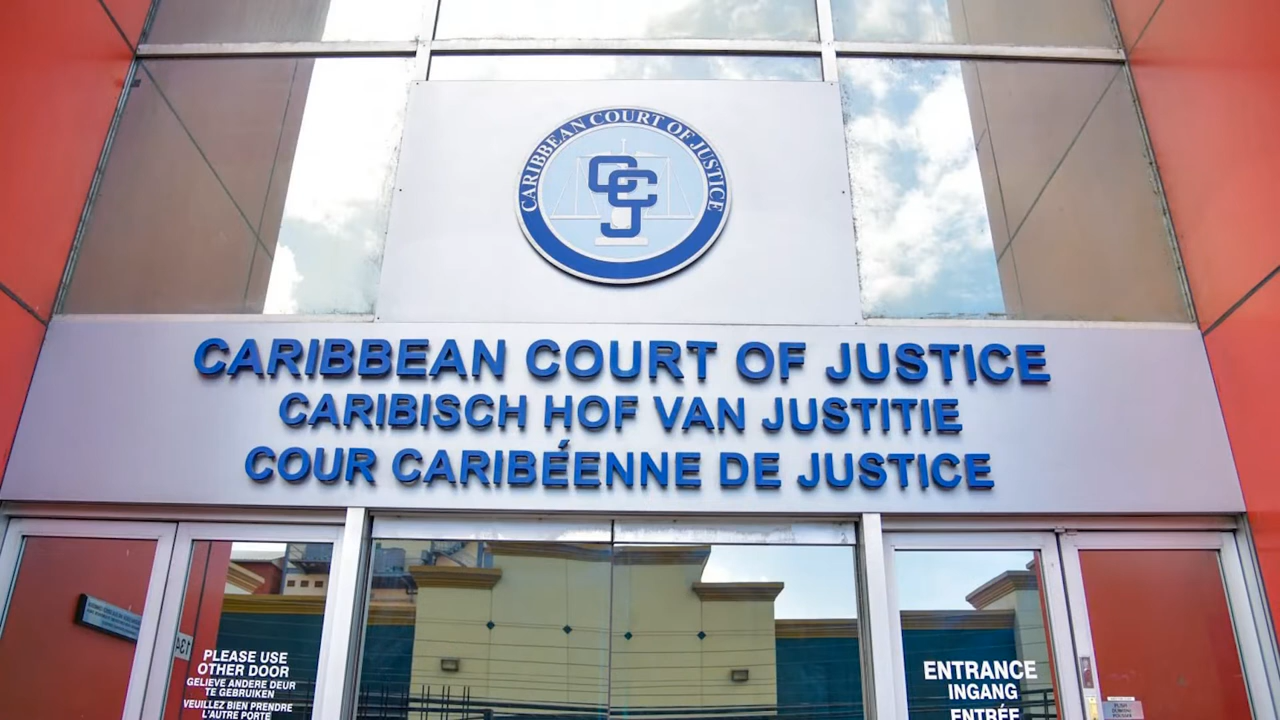 CARIBBEAN COURT OF JUSTICE
CCJ
CARIBBEAN COURT OF JUSTICE
CARIBISCH HOF VAN JUSTITIE
COUR CARIBÉENNE DE JUSTICE
PLEASE USE
OTHER DOOR
GELIEVE ANDERE DEUR
TE GEBRUIKEN
VEUILLEZ BIEN PRENDRE
L'AUTRE PORTE
ENTRANCE
INGANG
ENTRÉE